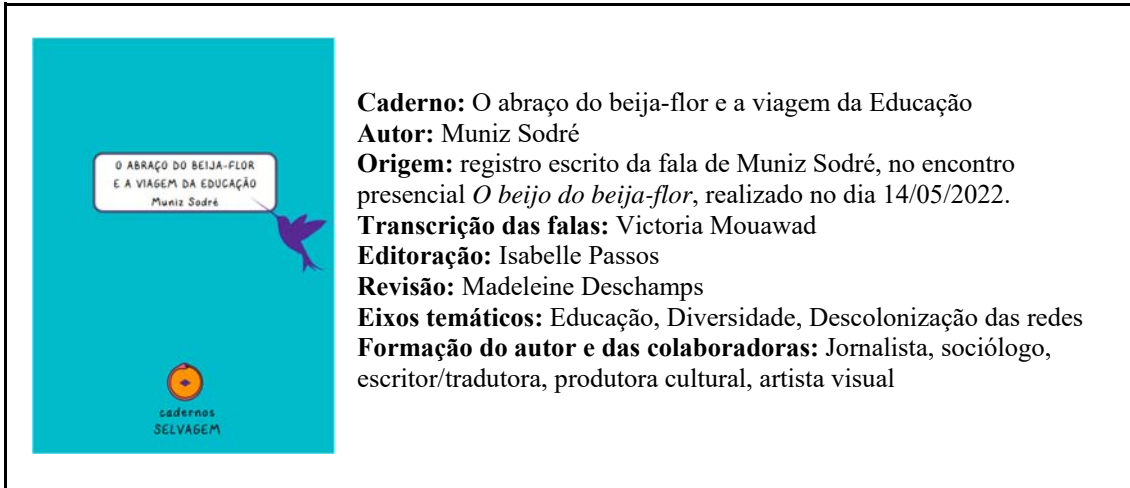 O ABRAÇO DO BEIJA-FLOR
E A VIAGEM DA EDUCAÇÃO
Muniz Sodré
cadernos
SELVAGEM
Caderno: O abraço do beija-flor e a viagem da Educação
Autor: Muniz Sodré
Origem: registro escrito da fala de Muniz Sodré, no encontro
presencial O beijo do beija-flor, realizado no dia 14/05/2022.
Transcrição das falas: Victoria Mouawad
Editoração: Isabelle Passos
Revisão: Madeleine Deschamps
Eixos temáticos: Educação, Diversidade, Descolonização das redes
Formação do autor e das colaboradoras: Jornalista, sociólogo,
escritor/tradutora, produtora cultural, artista visual